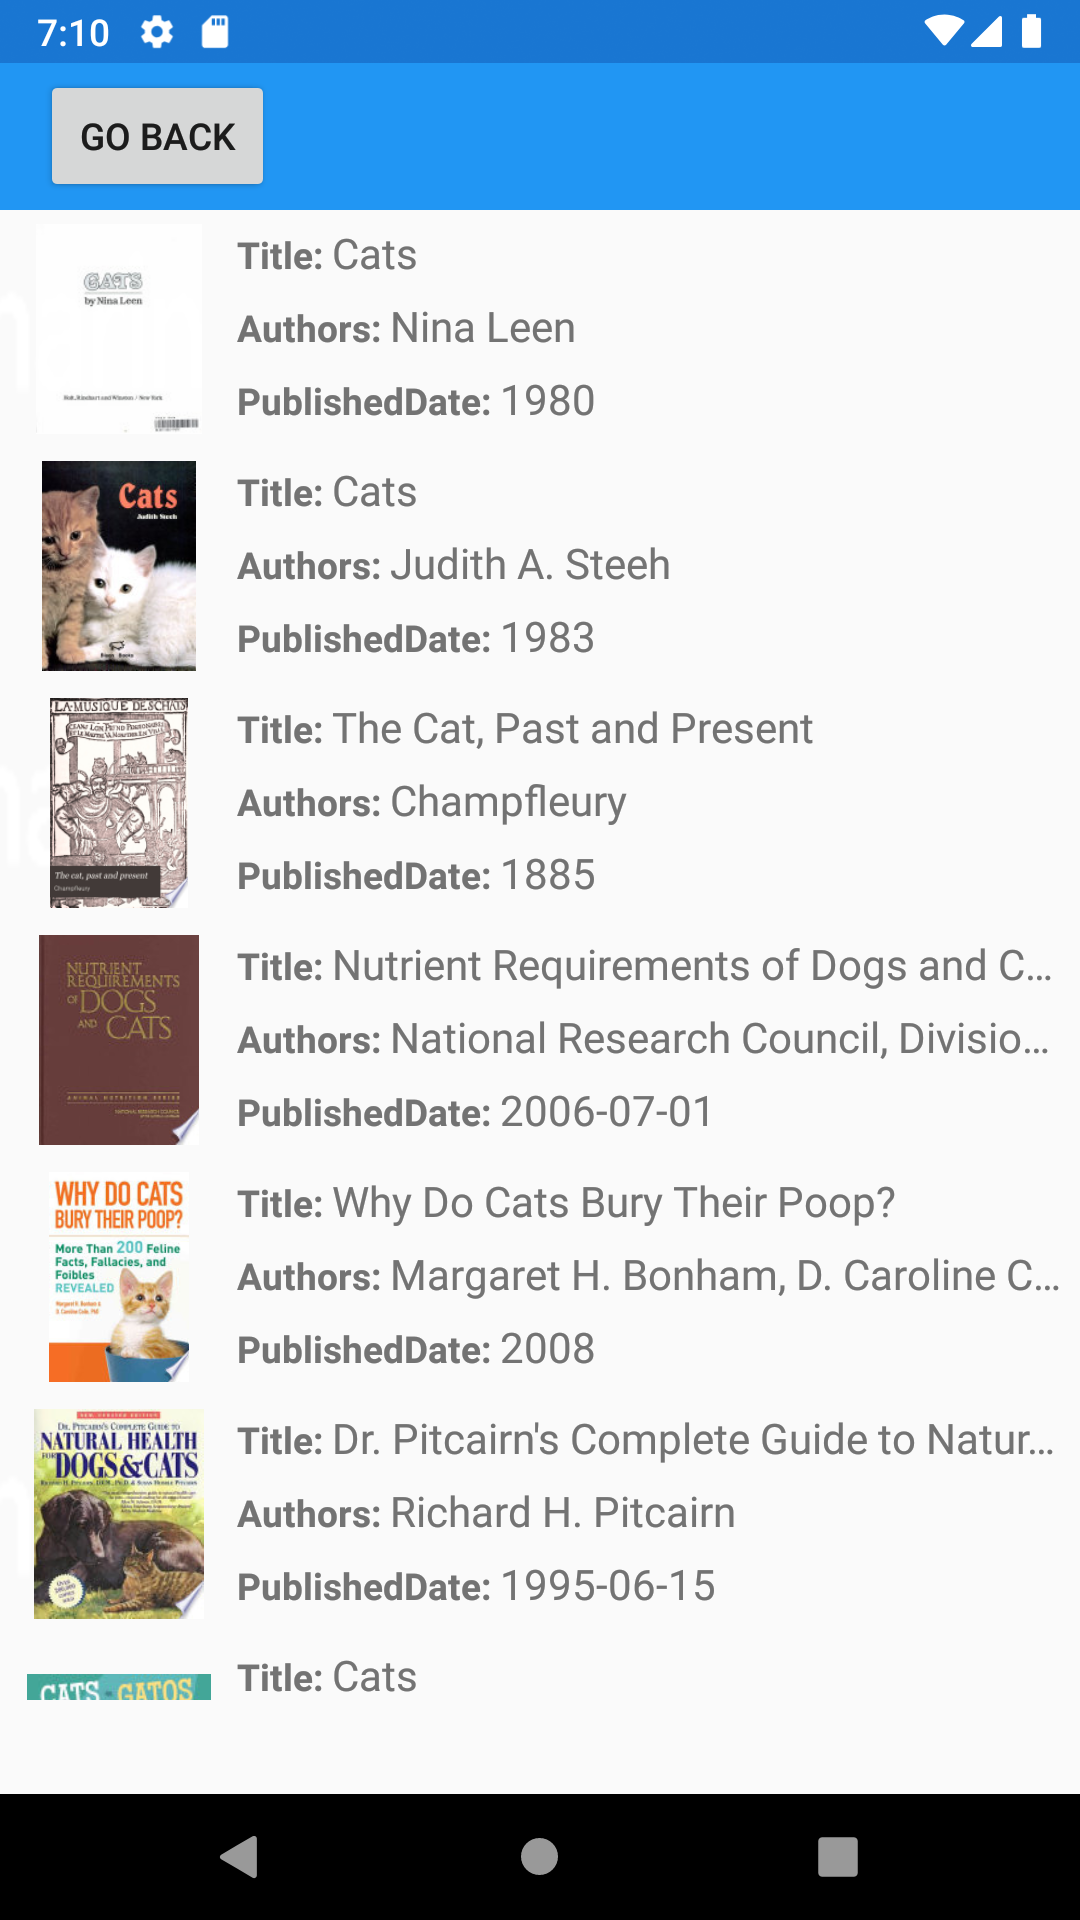 7:10
GO BACK
CATS
by Nina Leen
Holt, Rinehart and Winston / New York
Title: Cats
Authors: Nina Leen
PublishedDate: 1980
Cats
Judith Steeh
Title: Cats
Authors: Judith A. Steeh
PublishedDate: 1983
LA·MUSIQUE DES CHATS
The cat, past and present
Champfleury
Title: The Cat, Past and Present
Authors: Champfleury
PublishedDate: 1885
NUTRIENT
REQUIREMENTS
OF DOGS
AND CATS
ANIMAL NUTRITION SERIES
NATIONAL RESEARCH COUNCIL
Title: Nutrient Requirements of Dogs and C...
Authors: National Research Council, Divisio...
PublishedDate: 2006-07-01
WHY DO CATS
BURY THEIR POOP?
More Than 200 Feline
Facts, Fallacies, and
Foibles
REVEALED
Margaret H. Bonham &
D. Caroline Coile, PhD
Title: Why Do Cats Bury Their Poop?
Authors: Margaret H. Bonham, D. Caroline C...
PublishedDate: 2008
DR. PITCAIRN'S COMPLETE GUIDE TO
NATURAL HEALTH
FOR DOGS & CATS
RICHARD H. PITCAIRN, D.V.M., PH.D. & SUSAN HUBBLE PITCAIRN
Title: Dr. Pitcairn's Complete Guide to Natur...
Authors: Richard H. Pitcairn
PublishedDate: 1995-06-15
CATS GATOS
Title: Cats